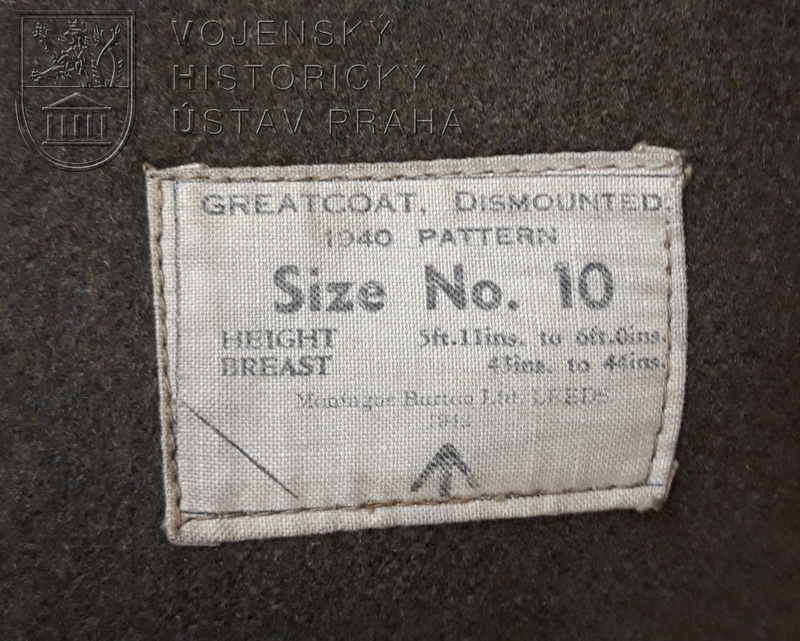 VOJENSKÝ
HISTORICKÝ
ÚSTAV PRAHA
GREATCOAT, DISMOUNTED,
1940 PATTERN
Size No. 10
HEIGHT 5ft.11ins. to 6ft.0ins.
BREAST 43ins. to 44ins.
Montague Burton Ltd. LEEDS
1942